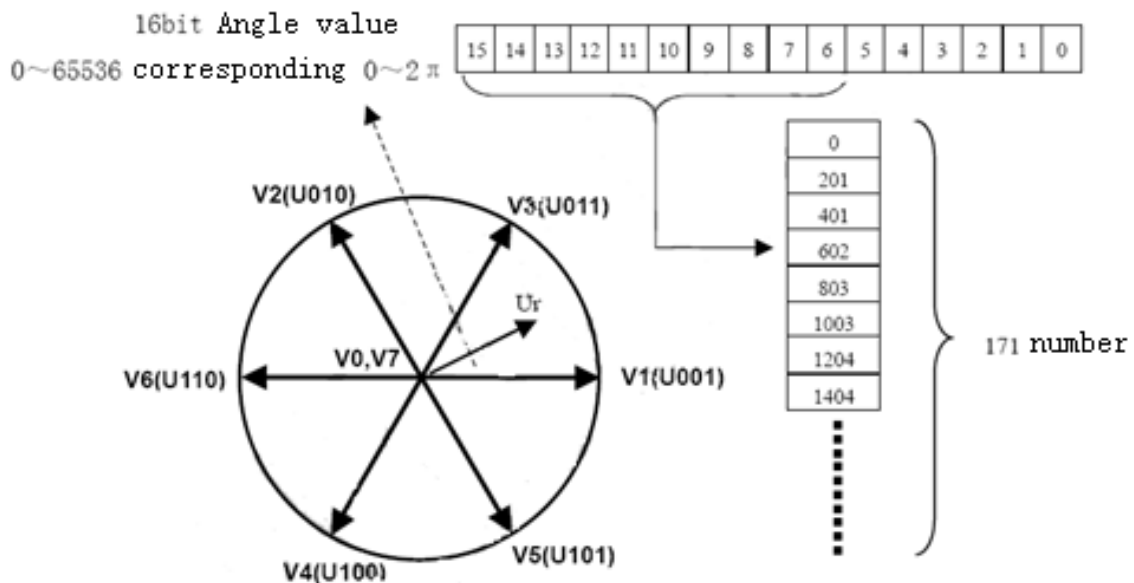 16bit Angle value
0～65536 corresponding 0～2π
15 14 13 12 11 10 9 8 7 6 5 4 3 2 1 0
0
201
401
602
803
1003
1204
1404
171 number
V2(U010)
V3(U011)
Ur
V0,V7
V6(U110)
V1(U001)
V4(U100)
V5(U101)